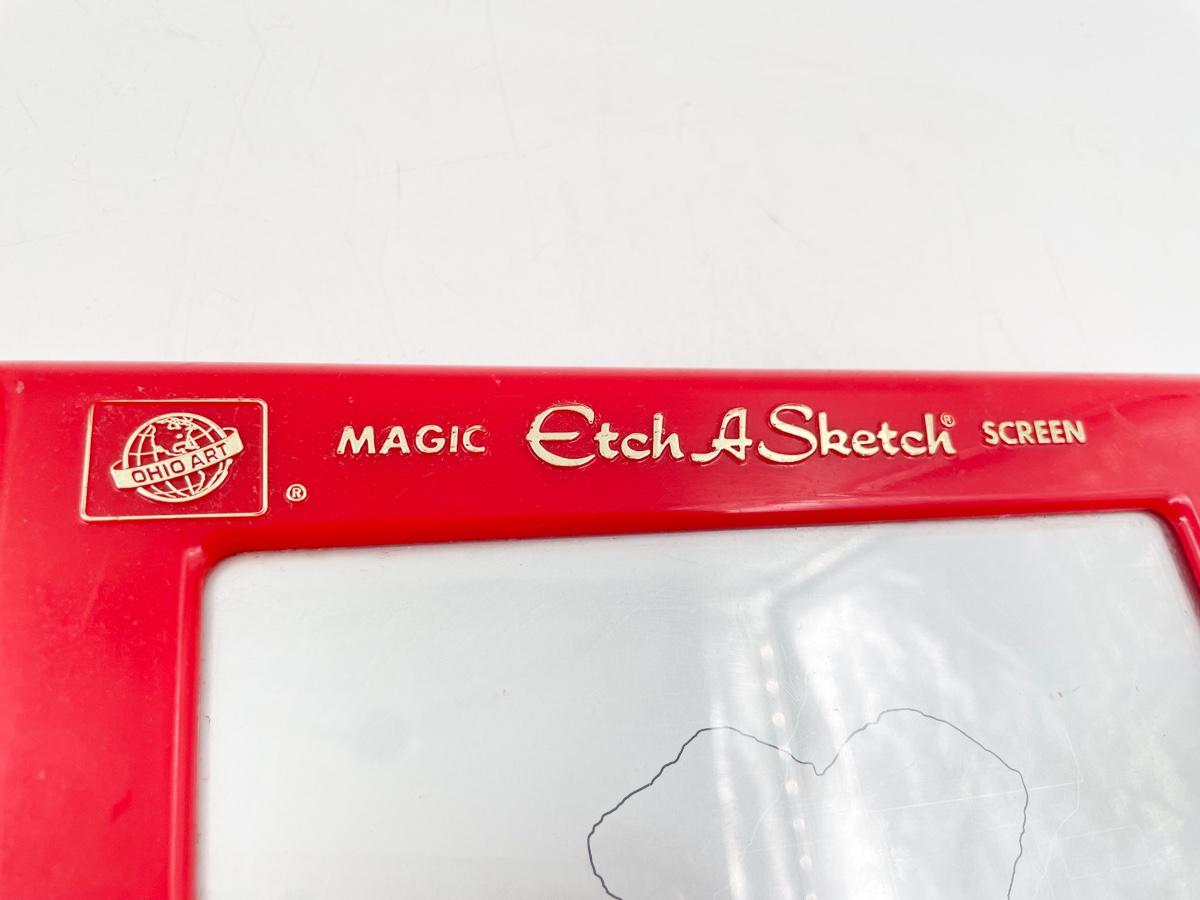 OHIO ART
®
MAGIC Etch A Sketch® SCREEN